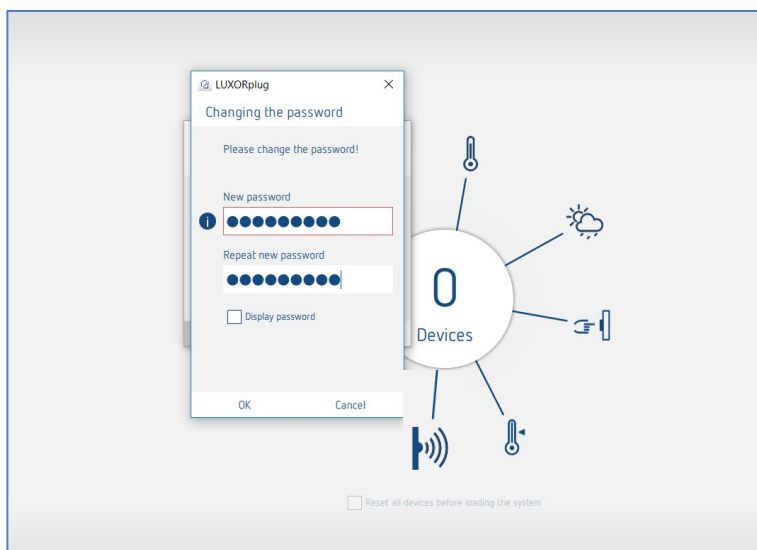 LUXORplug
Changing the password
Please change the password!
New password
Repeat new password
Display password
OK Cancel
0
Devices
Reset all devices before loading the system